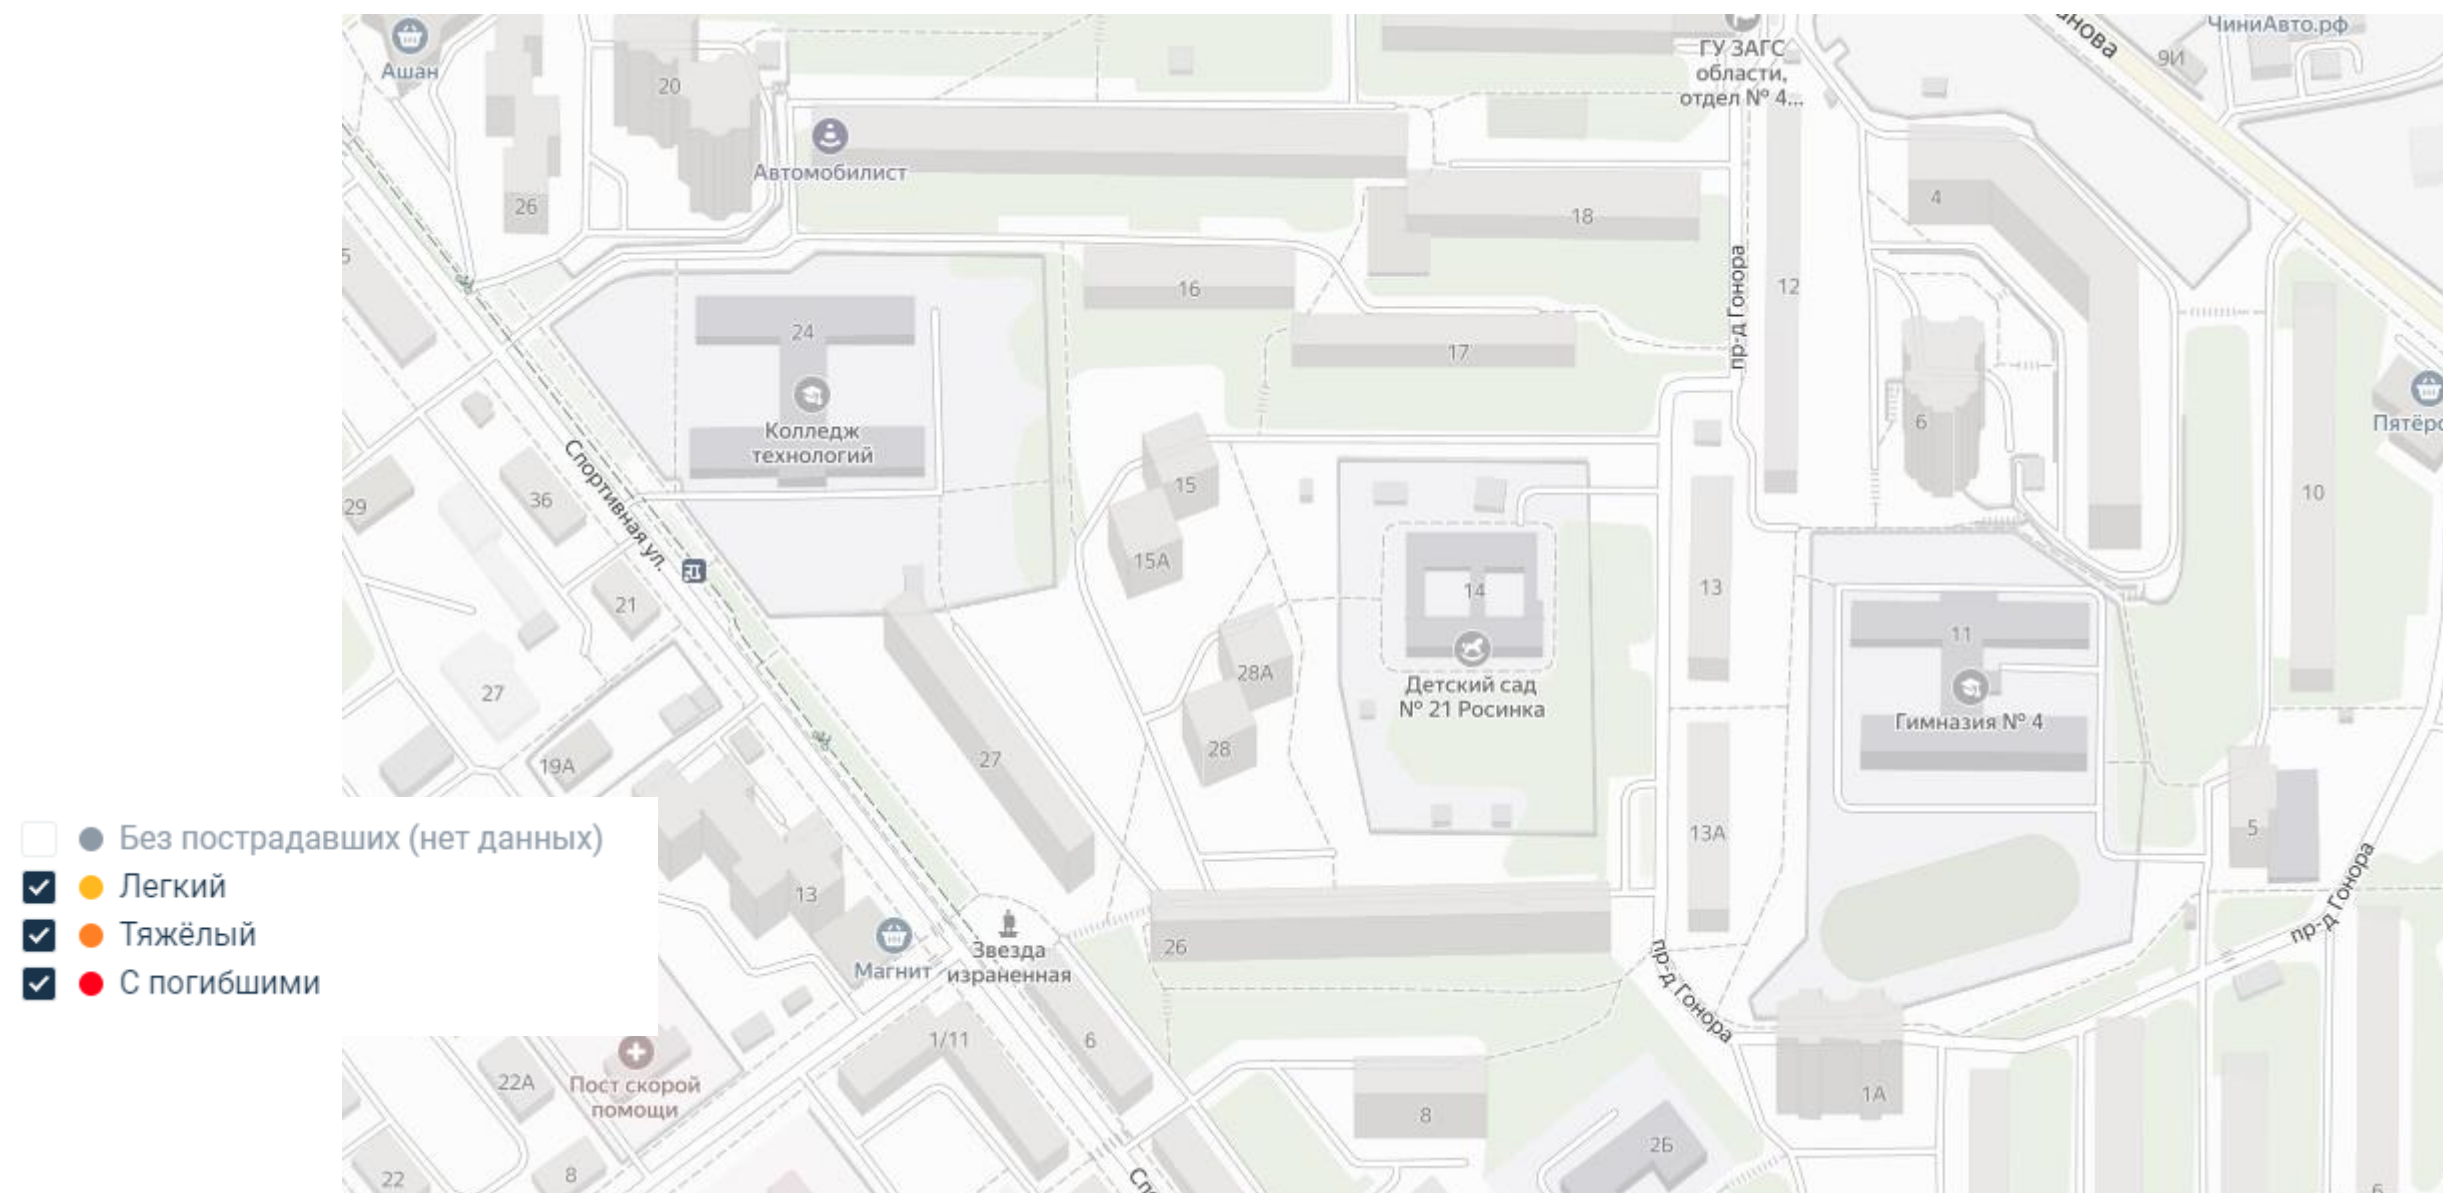 Ашан
20
26
Автомобилист
ГУ ЗАГС
области,
отдел № 4...
ЧиниАвто.рф
9И
4
18
12
16
17
пр-д Гонора
24
Колледж
технологий
5
6
10
Спортивная ул.
29
36
21
27
19А
15
15А
28А
28
14
Детский сад
№ 21 Росинка
13
13А
11
Гимназия № 4
5
27
26
13
Магнит
Звезда
израненная
пр-д Гонора
пр-д Гонора
Без пострадавших (нет данных)
Легкий
Тяжёлый
С погибшими
22А
Пост скорой
помощи
1/11
6
8
2Б
1А
22
8